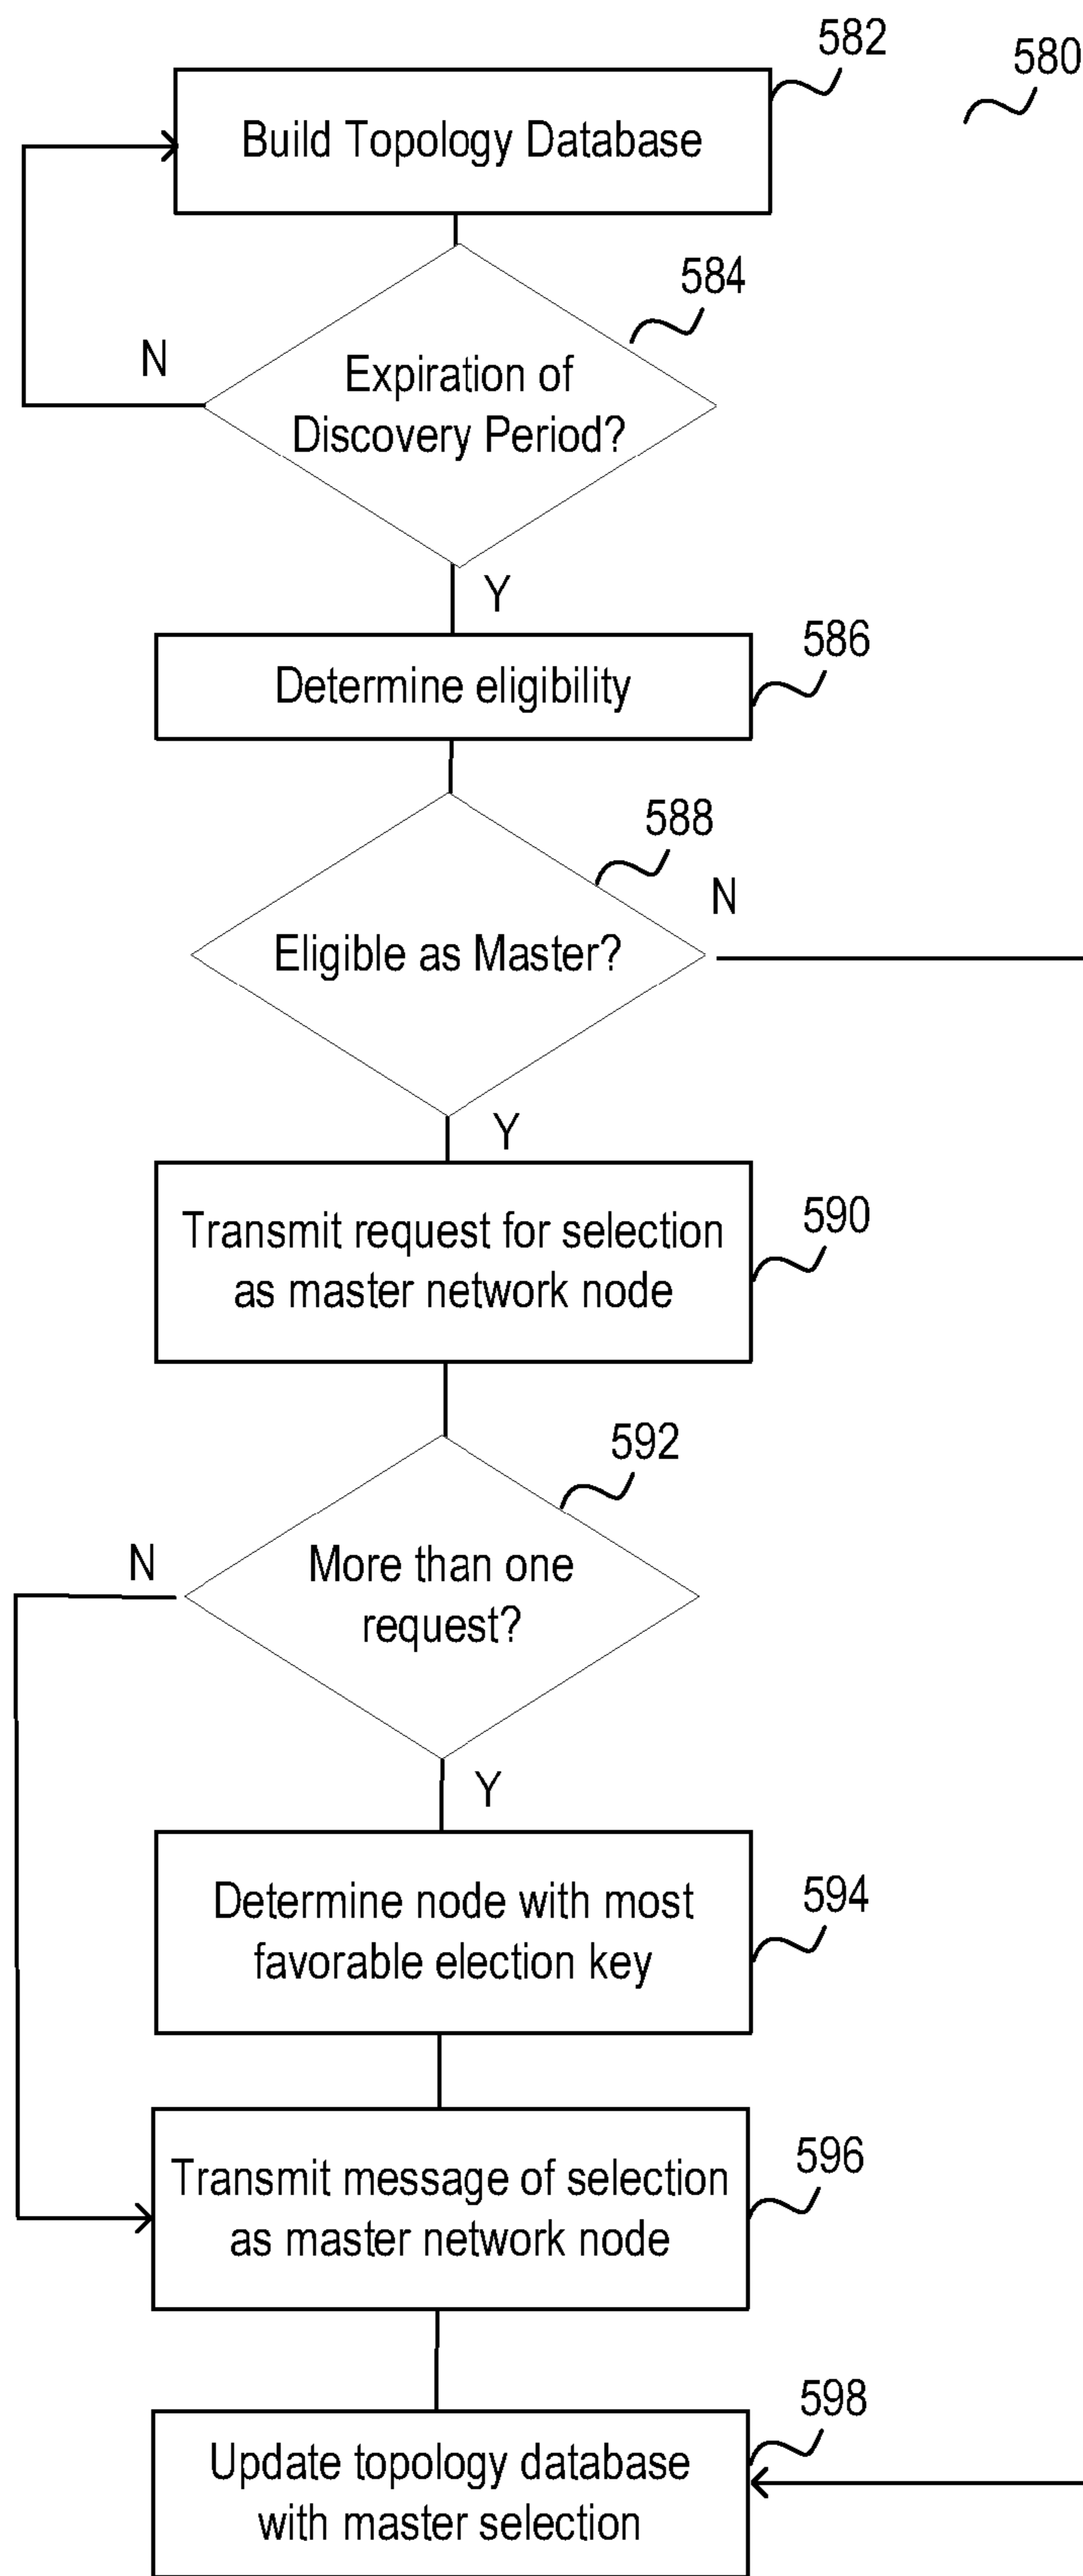 582
580
Build Topology Database
584
N
Expiration of
Discovery Period?
Y
586
Determine eligibility
588
N
Eligible as Master?
Y
590
Transmit request for selection
as master network node
592
N
More than one
request?
Y
594
Determine node with most
favorable election key
596
Transmit message of selection
as master network node
598
Update topology database
with master selection